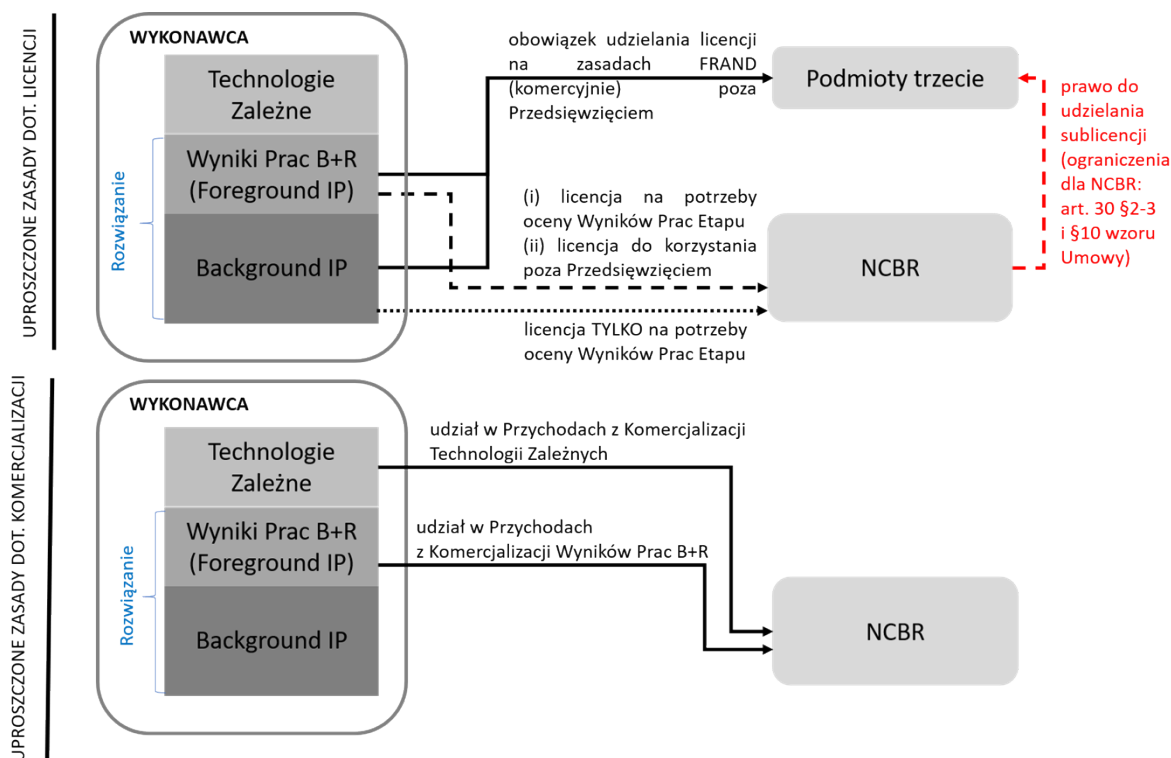 UPROSZCZONE ZASADY DOT. LICENCJI
WYKONAWCA
Technologie
Zależne
Wyniki Prac B+R
(Foreground IP)
Background IP
Rozwiązanie
obowiązek udzielania licencji
na zasadach FRAND
(komercyjnie) poza
Przedsięwzięciem
(i) licencja na potrzeby
oceny Wyników Prac Etapu
(ii) licencja do korzystania
poza Przedsięwzięciem
licencja TYLKO na potrzeby
oceny Wyników Prac Etapu
Podmioty trzecie
NCBR
prawo do
udzielania
sublicencji
(ograniczenia
dla NCBR:
art. 30 §2-3
i §10 wzoru
Umowy)
UPROSZCZONE ZASADY DOT. KOMERCJALIZACJI
WYKONAWCA
Technologie
Zależne
Wyniki Prac B+R
(Foreground IP)
Background IP
Rozwiązanie
udział w Przychodach z Komercjalizacji
Technologii Zależnych
udział w Przychodach
z Komercjalizacji Wyników Prac B+R
NCBR